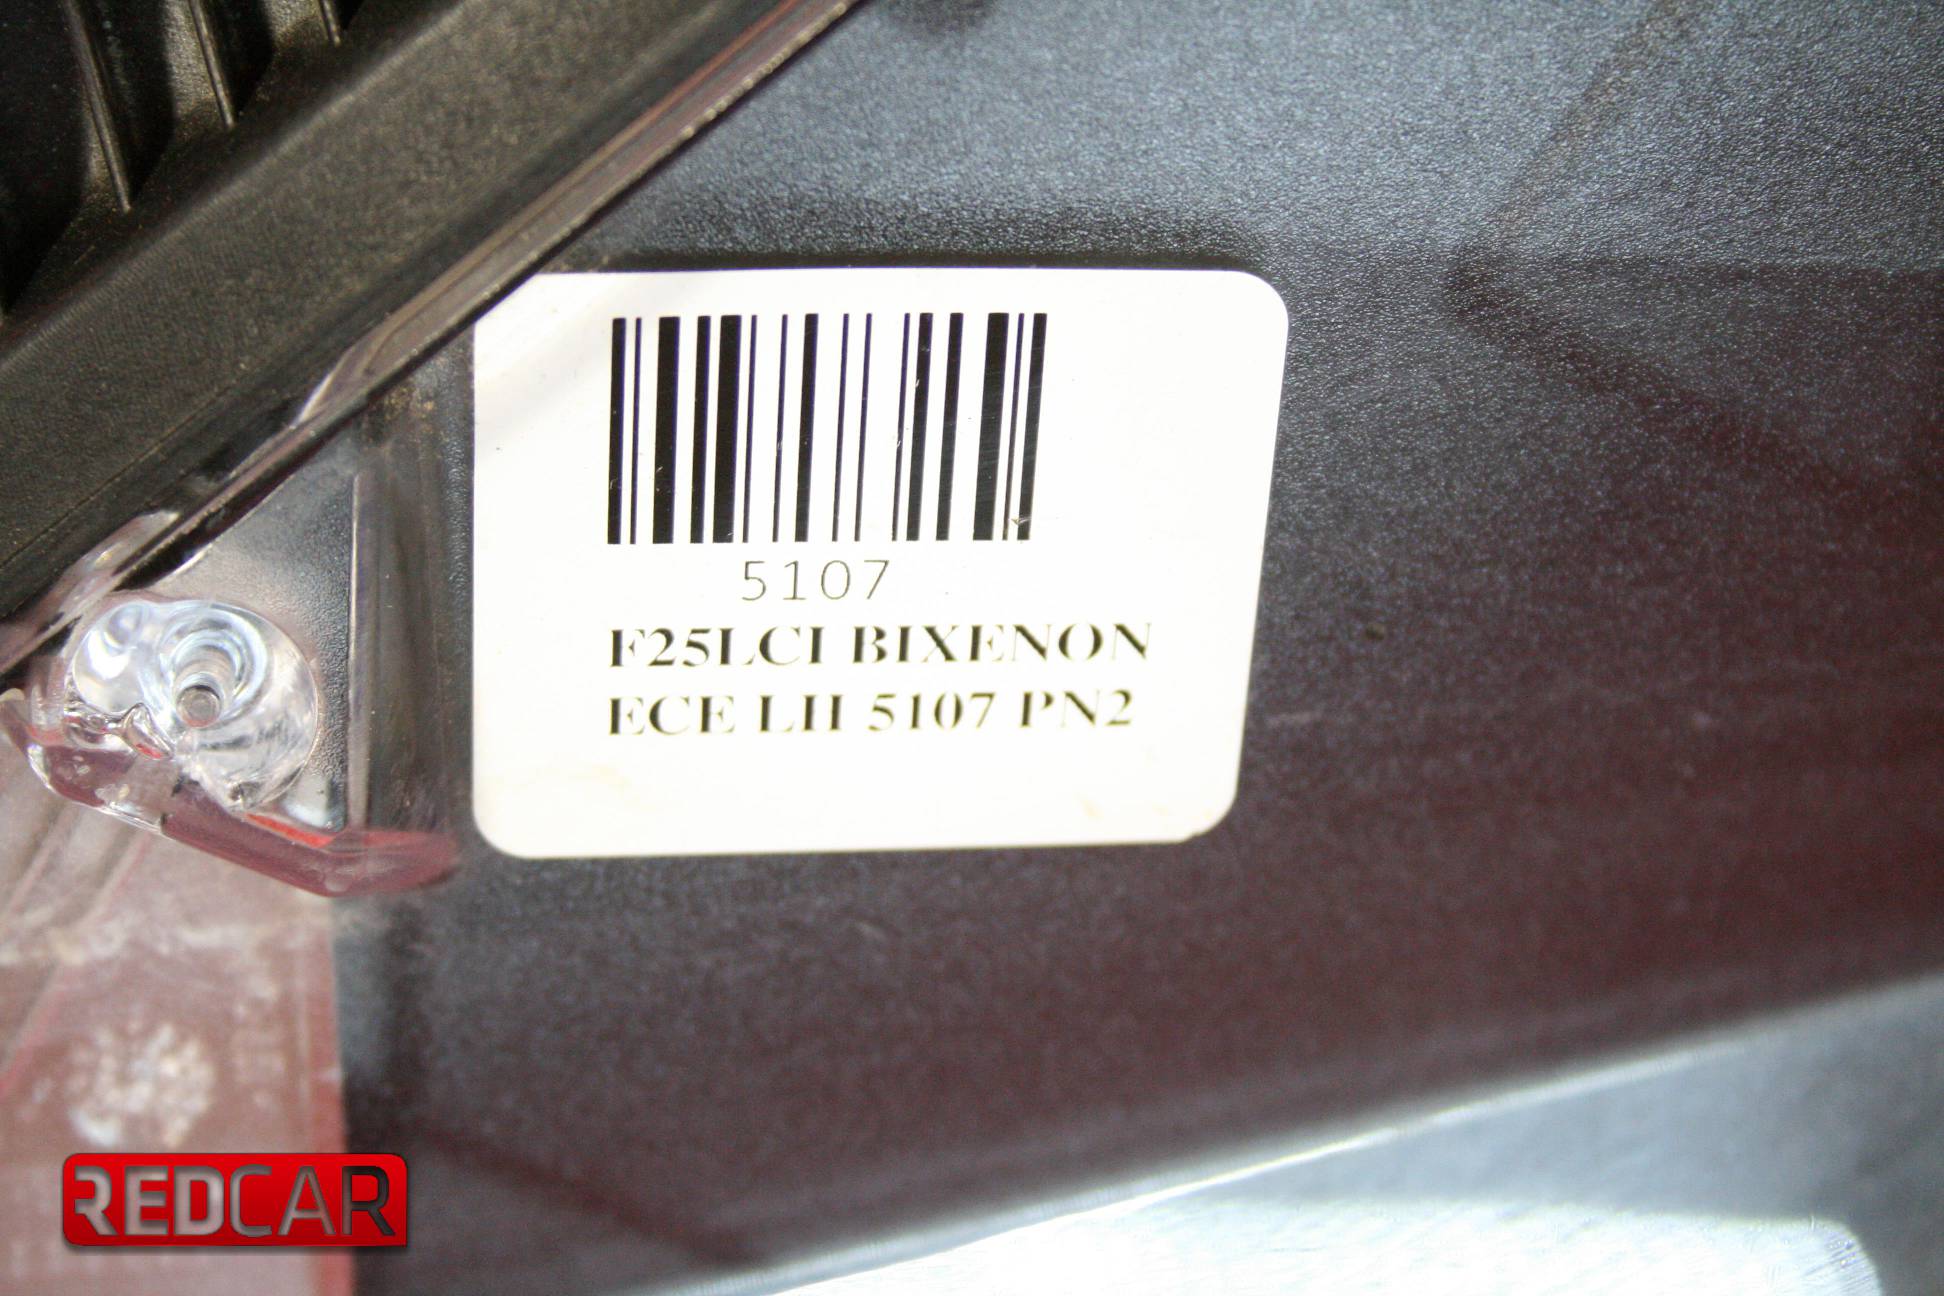 5107
F25LCI BIXENON
ECE LH 5107 PN2
REDCAR